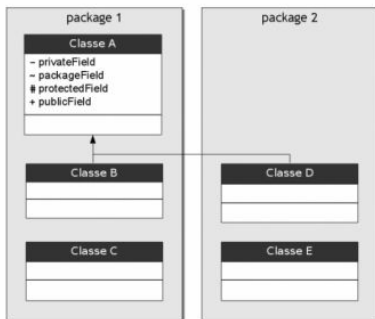 package 1
Classe A
- privateField
~ packageField
# protectedField
+ publicField
Classe B
Classe C
package 2
Classe D
Classe E